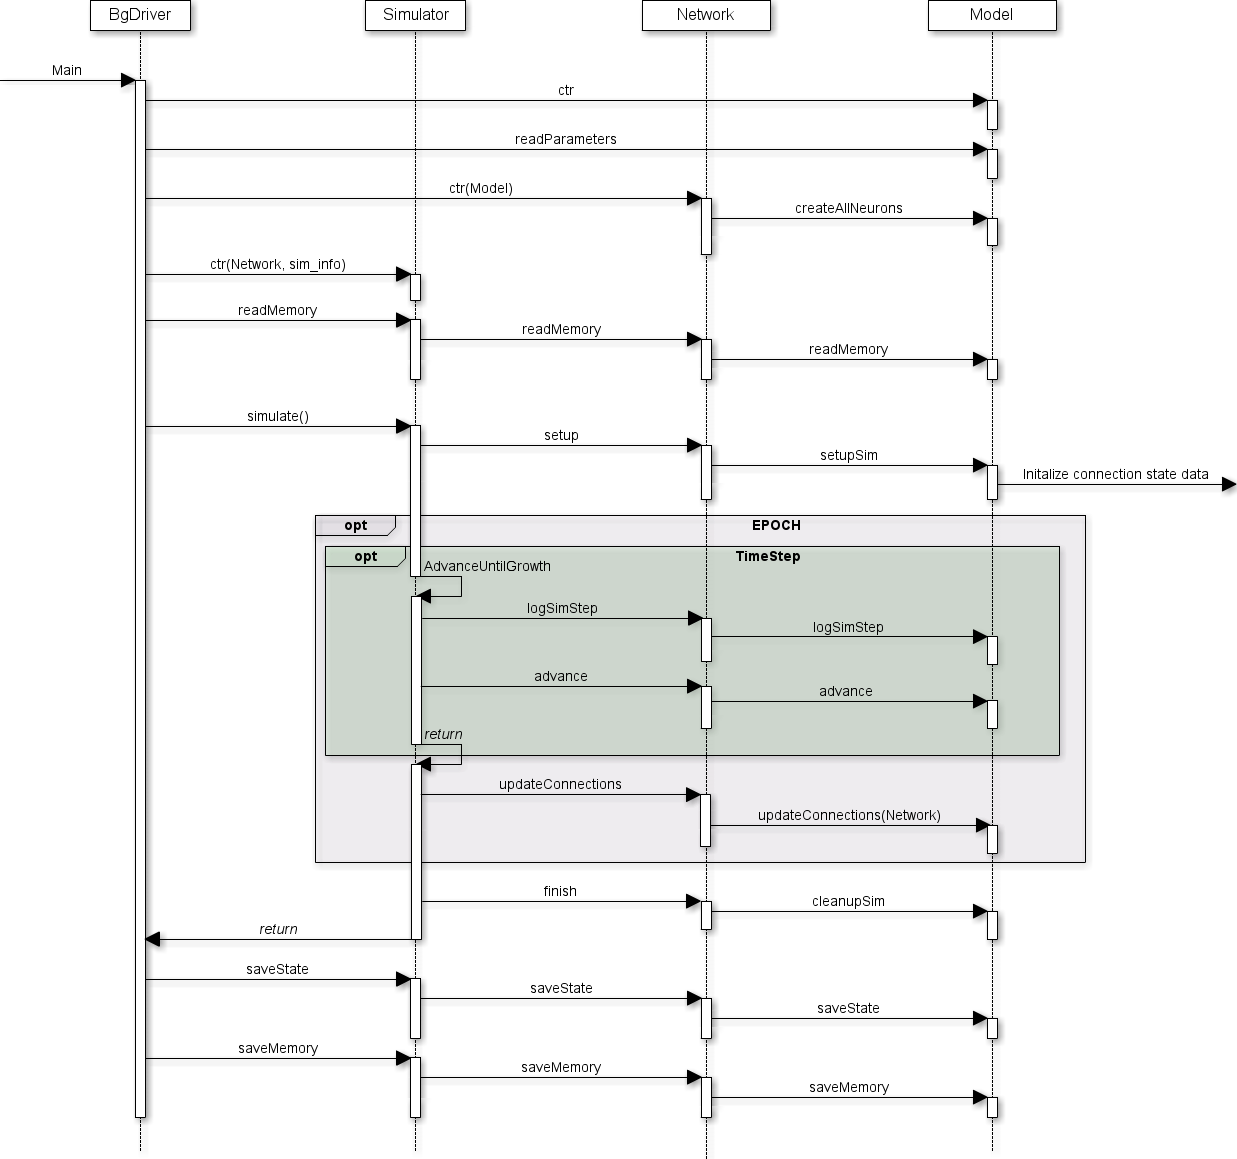 BgDriver
Simulator
Network
Model
Main
ctr
readParameters
ctr(Model)
createAllNeurons
ctr(Network, sim_info)
readMemory
readMemory
readMemory
simulate()
setup
setupSim
Initalize connection state data
opt
EPOCH
opt
TimeStep
AdvanceUntilGrowth
logSimStep
logSimStep
advance
advance
return
updateConnections
updateConnections(Network)
finish
cleanupSim
return
saveState
saveState
saveState
saveMemory
saveMemory
saveMemory